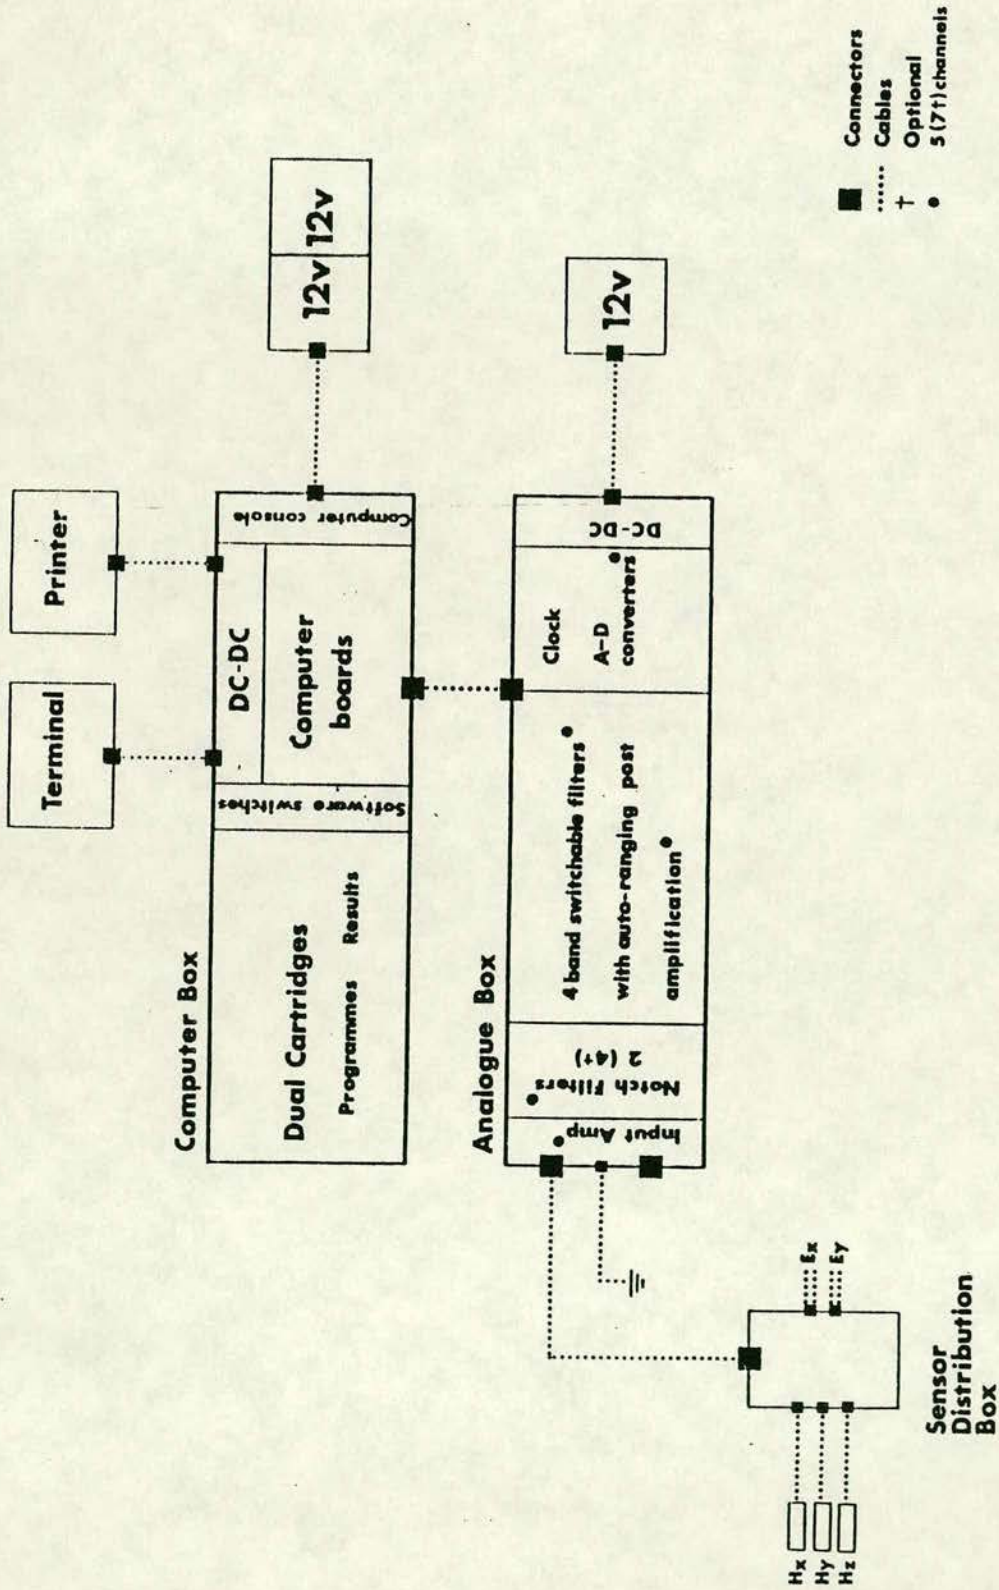 Terminal
Printer
Computer Box
Dual Cartridges
Programmes Results
Software switches
DC-DC
Computer
boards
Computer console
12v 12v
Analogue Box
Input Amp •
Notch Filters •
2 (4†)
4 band switchable filters •
with auto-ranging post
amplification •
Clock
A-D
converters •
DC-DC
12v
Hx
Hy
Hz
Ex
Ey
Sensor
Distribution
Box
Connectors
Cables
† Optional
• 5(7†)channels